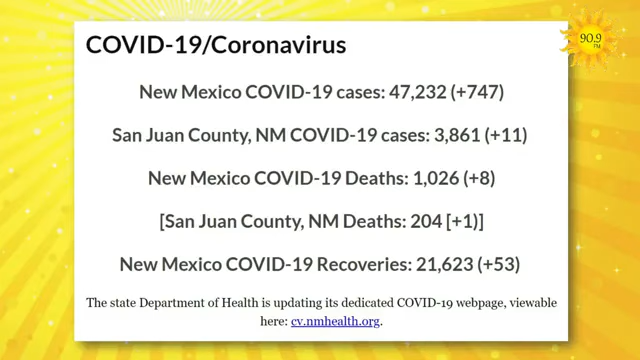 COVID-19/Coronavirus
90.9
FM
New Mexico COVID-19 cases: 47,232 (+747)
San Juan County, NM COVID-19 cases: 3,861 (+11)
New Mexico COVID-19 Deaths: 1,026 (+8)
[San Juan County, NM Deaths: 204 [+1)]
New Mexico COVID-19 Recoveries: 21,623 (+53)
The state Department of Health is updating its dedicated COVID-19 webpage, viewable
here: cv.nmhealth.org.